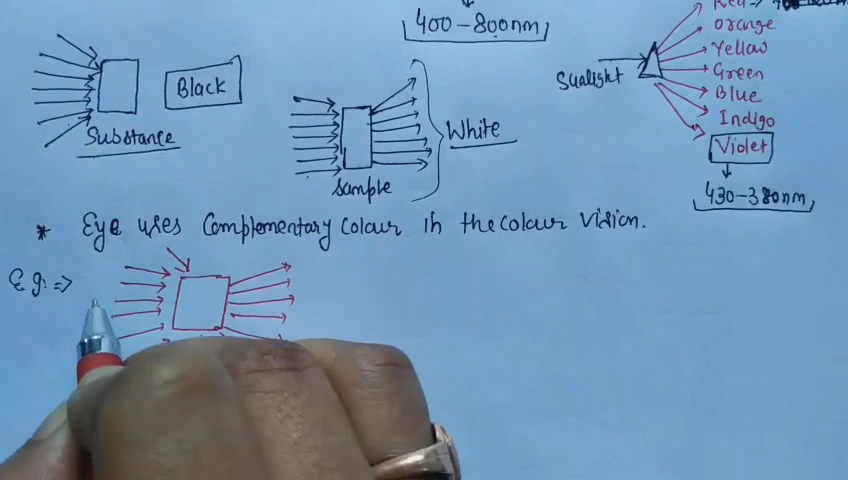 400-800nm
Red
Orange
Yellow
Green
Blue
Indigo
Violet
430-380nm
Sunlight
Black
Substance
White
Sample
* Eye uses Complementary Colour in the colour vision.
E.g. =>